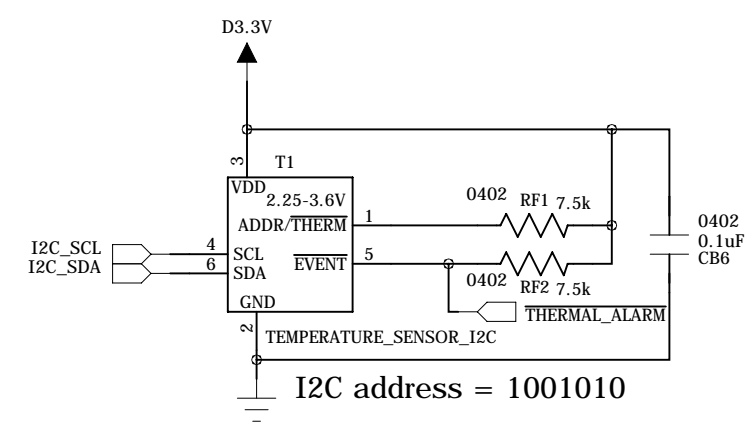 D3.3V
3
T1
VDD
2.25-3.6V
ADDR/THERM
1
0402 RF1 7.5k
0402
0.1uF
CB6
I2C_SCL
4
SCL
I2C_SDA
6
SDA
EVENT
5
0402 RF2 7.5k
THERMAL_ALARM
GND
2
TEMPERATURE_SENSOR_I2C
I2C address = 1001010